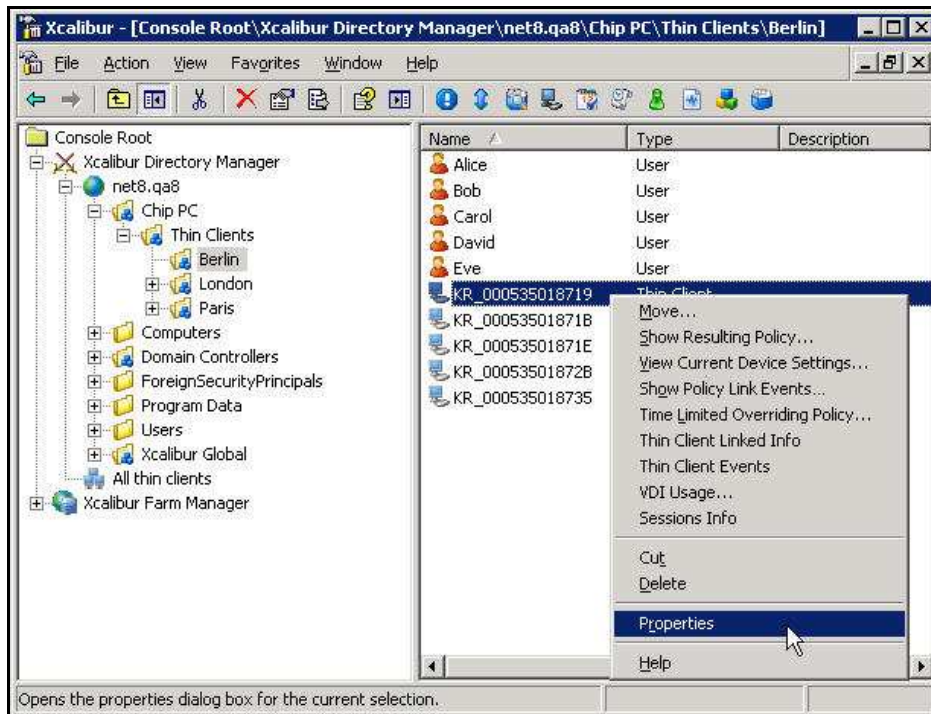 Xcalibur - [Console Root\Xcalibur Directory Manager\net8.qa8\Chip PC\Thin Clients\Berlin]
File Action View Favorites Window Help
Console Root
Xcalibur Directory Manager
net8.qa8
Chip PC
Thin Clients
Berlin
London
Paris
Computers
Domain Controllers
ForeignSecurityPrincipals
Program Data
Users
Xcalibur Global
All thin clients
Xcalibur Farm Manager
Name Type Description
Alice User
Bob User
Carol User
David User
Eve User
KR_000535018719 Thin Client
KR_00053501871B
KR_00053501871E
KR_00053501872B
KR_000535018735
Move...
Show Resulting Policy...
View Current Device Settings...
Show Policy Link Events...
Time Limited Overriding Policy...
Thin Client Linked Info
Thin Client Events
VDI Usage...
Sessions Info
Cut
Delete
Properties
Help
Opens the properties dialog box for the current selection.